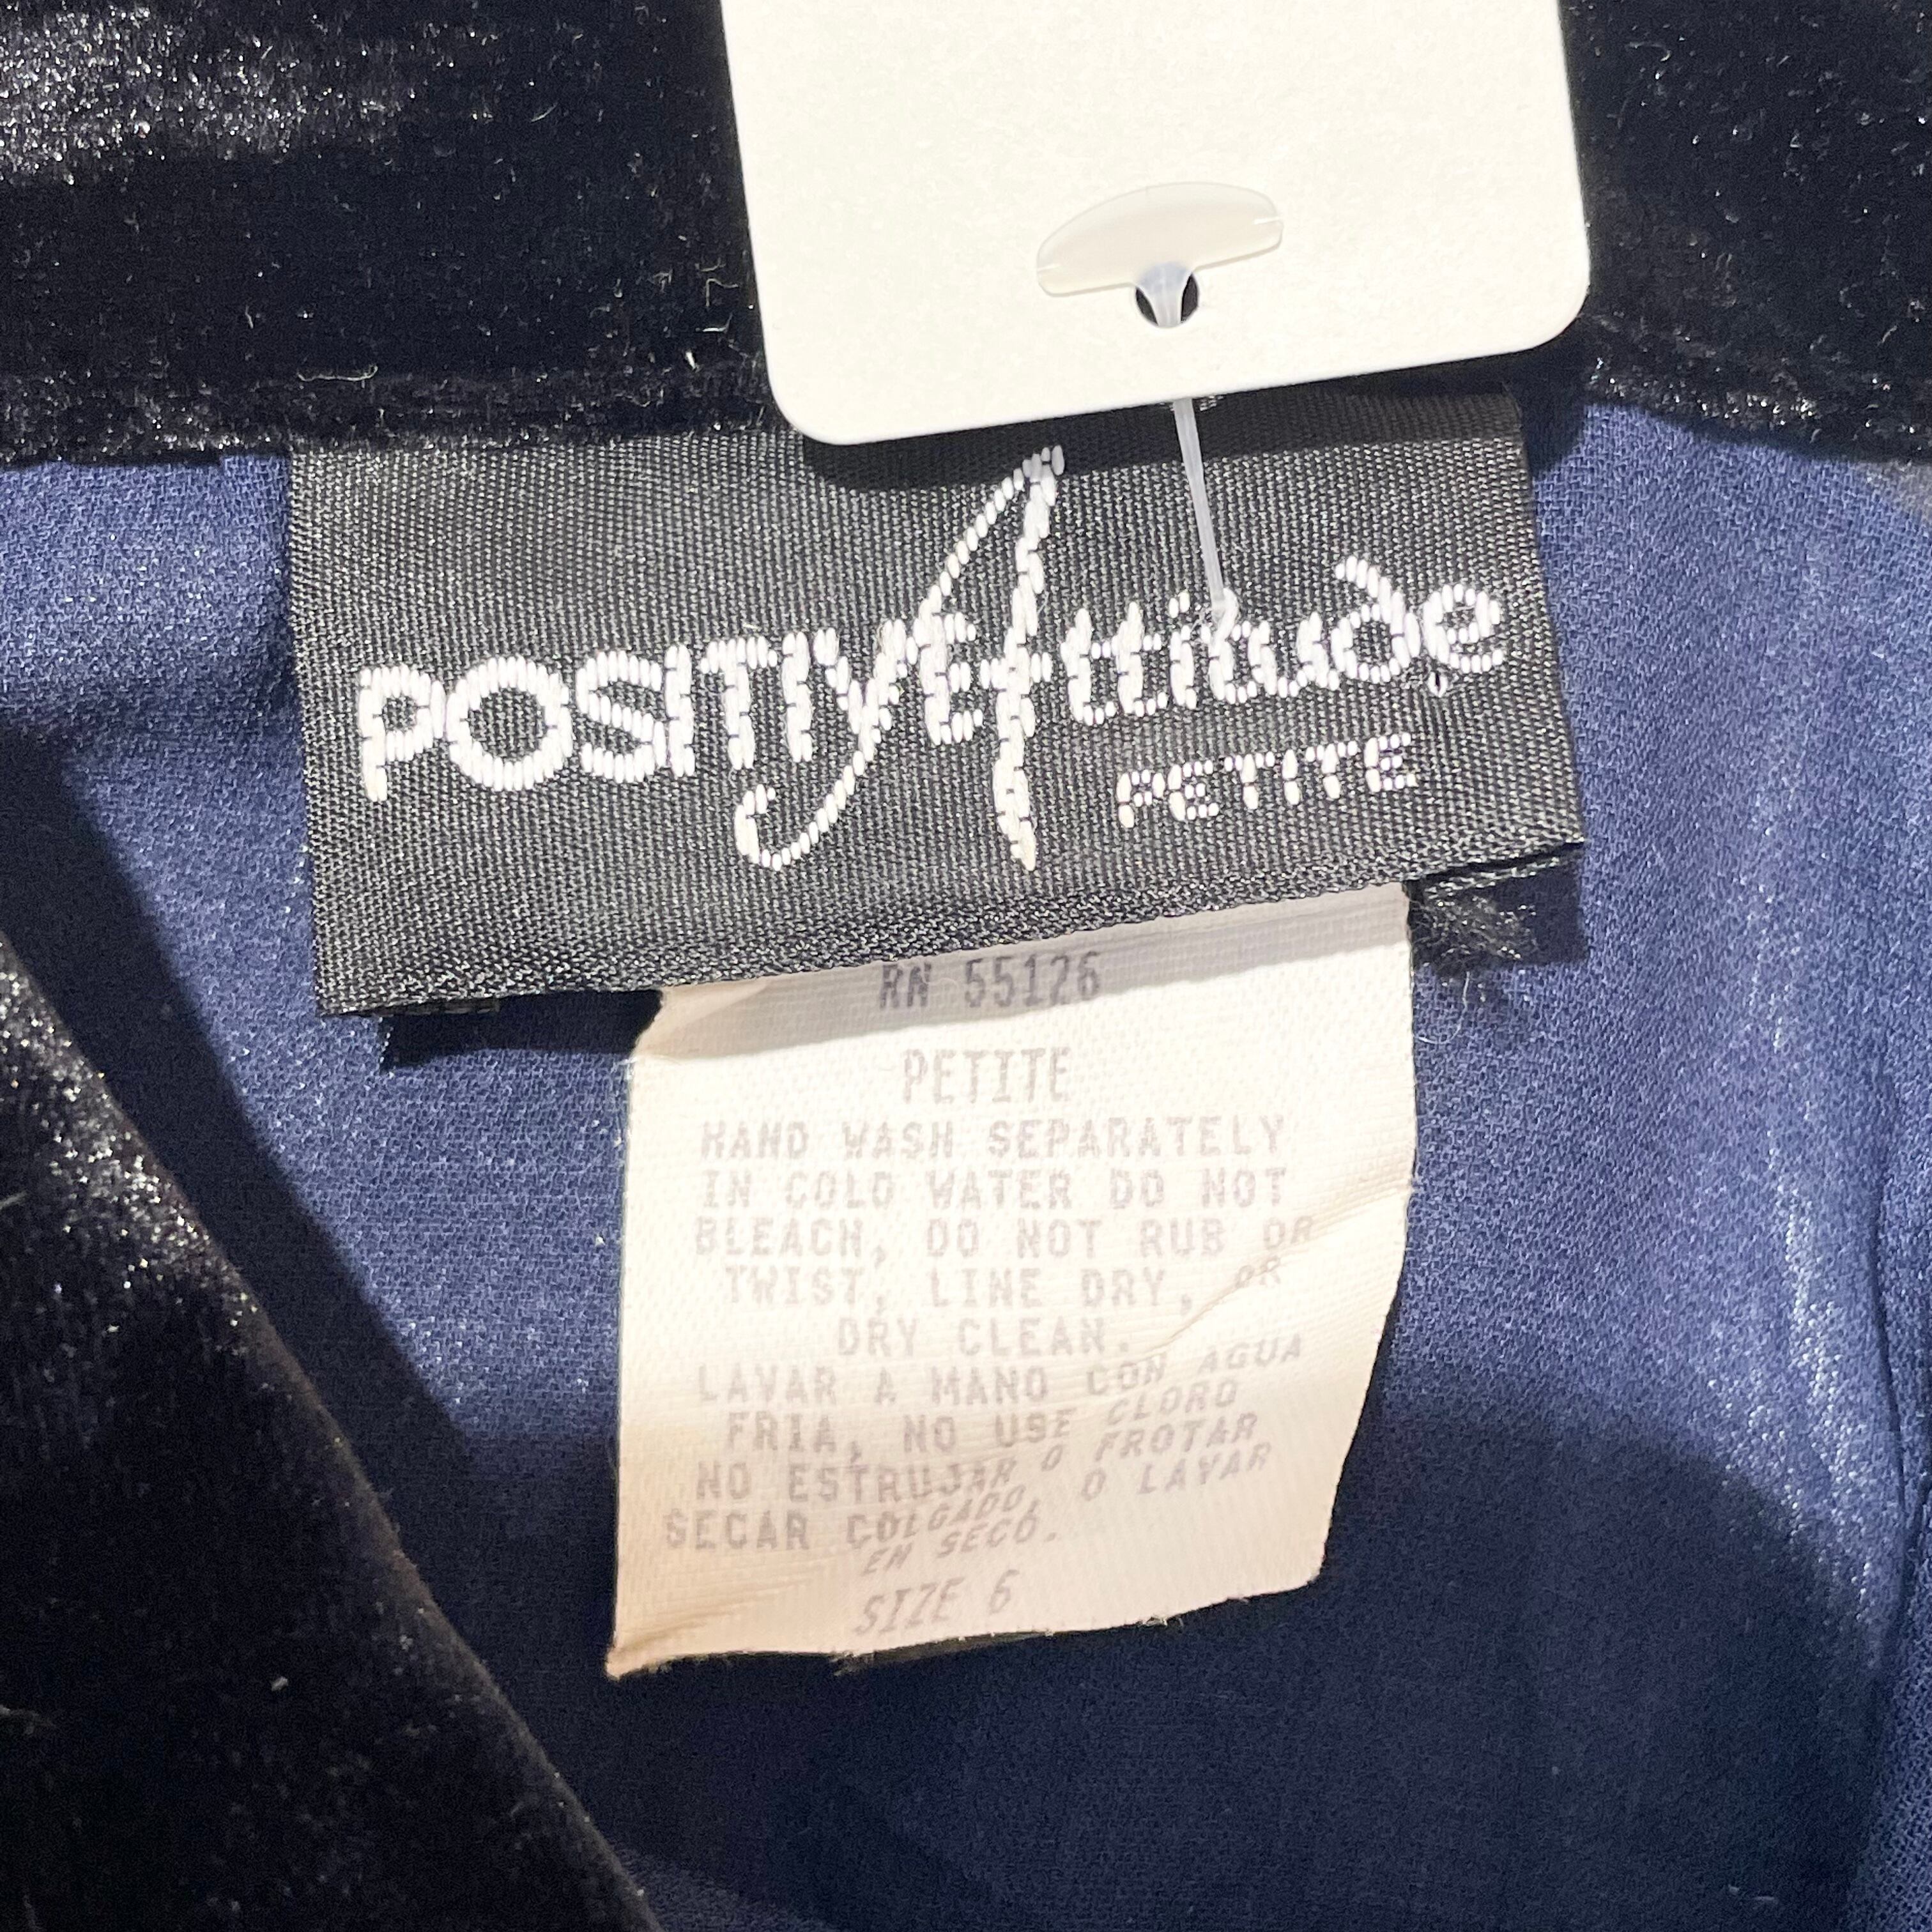 POSITIVE Attitude
PETITE
RN 55126
PETITE
HAND WASH SEPARATELY
IN COLD WATER DO NOT
BLEACH, DO NOT RUB OR
TWIST, LINE DRY, OR
DRY CLEAN.
LAVAR A MANO CON AGUA
FRIA, NO USE CLORO
NO ESTRUJAR O FROTAR
SECAR COLGADO, O LAVAR
EN SECO.
SIZE 6